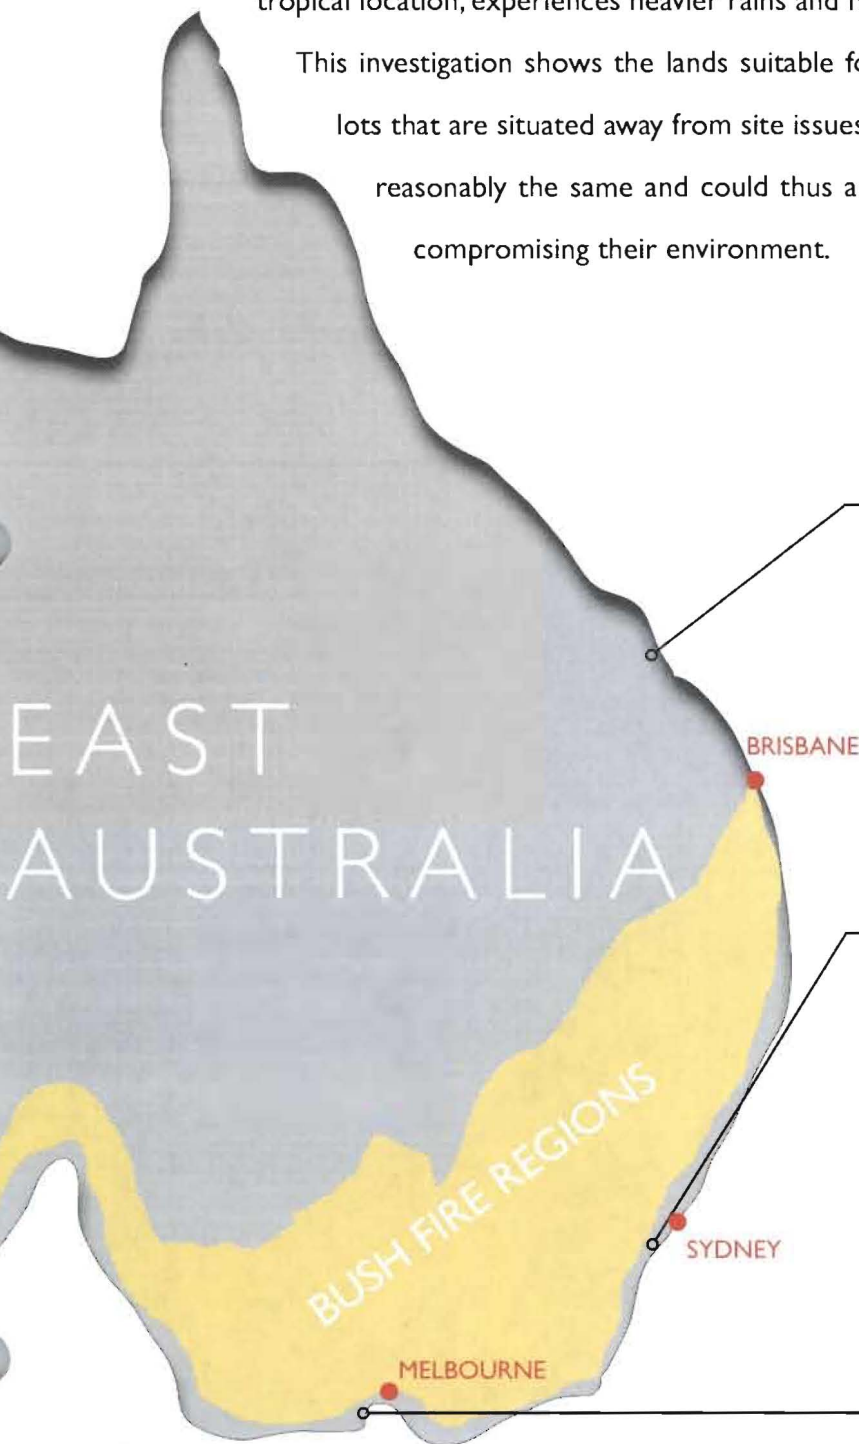 tropical location, experiences heavier rains and
This investigation shows the lands suitable
lots that are situated away from site issues
reasonably the same and could thus a
compromising their environment.
BRISBANE
EAST
AUSTRALIA
BUSH FIRE REGIONS
SYDNEY
MELBOURNE